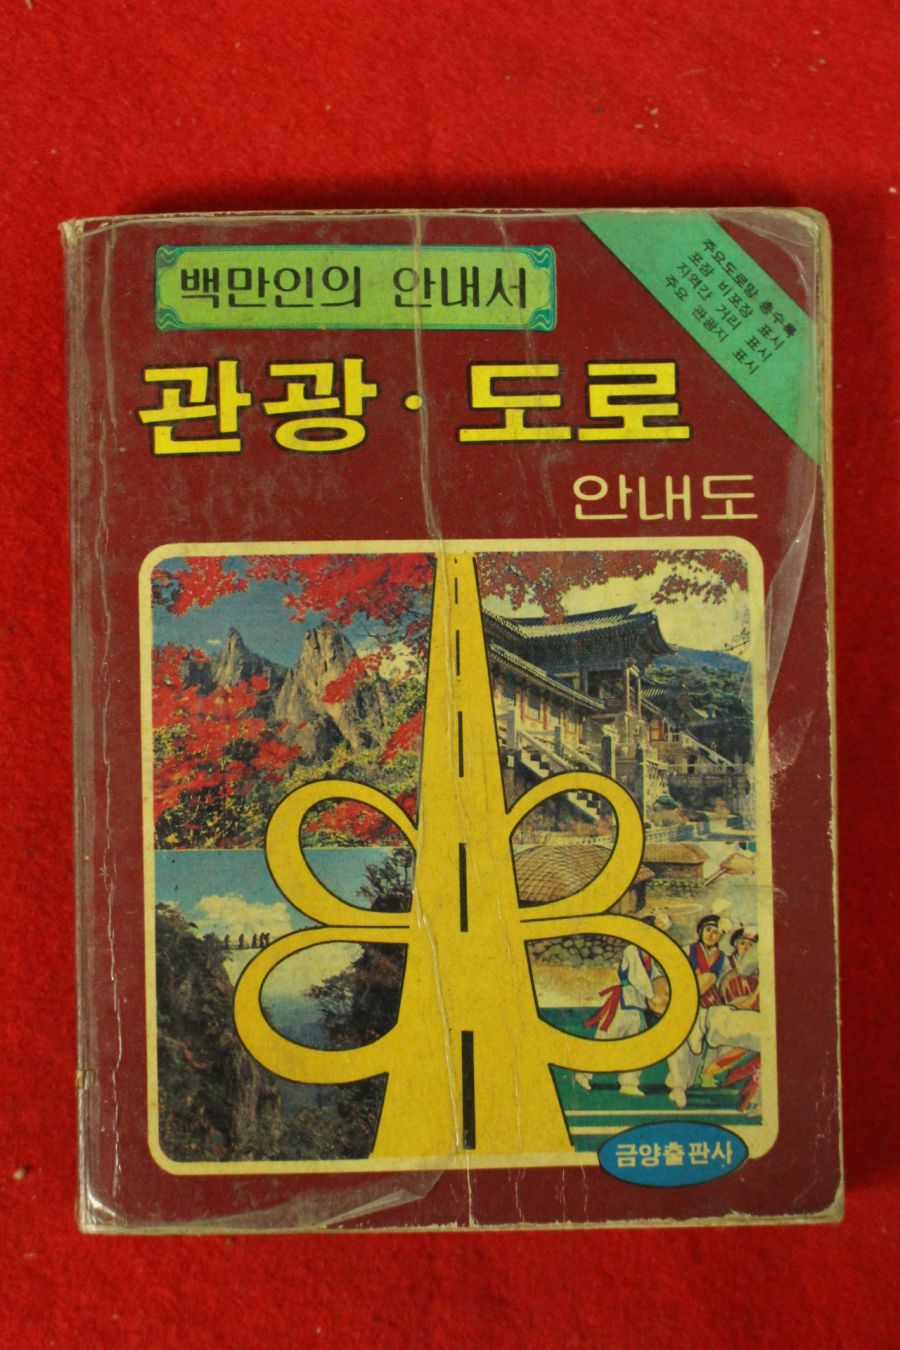 백만인의 안내서
주요도로망 총수록
포장 비포장 표시
지역간 거리 표시
주요 관광지 표시
관광·도로
안내도
금양출판사